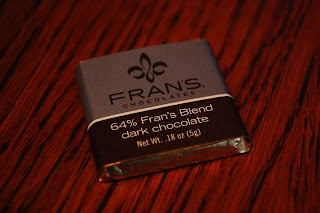 FRAN'S
CHOCOLATES
64% Fran's Blend
dark chocolate
Net Wt. .18 oz (5g)